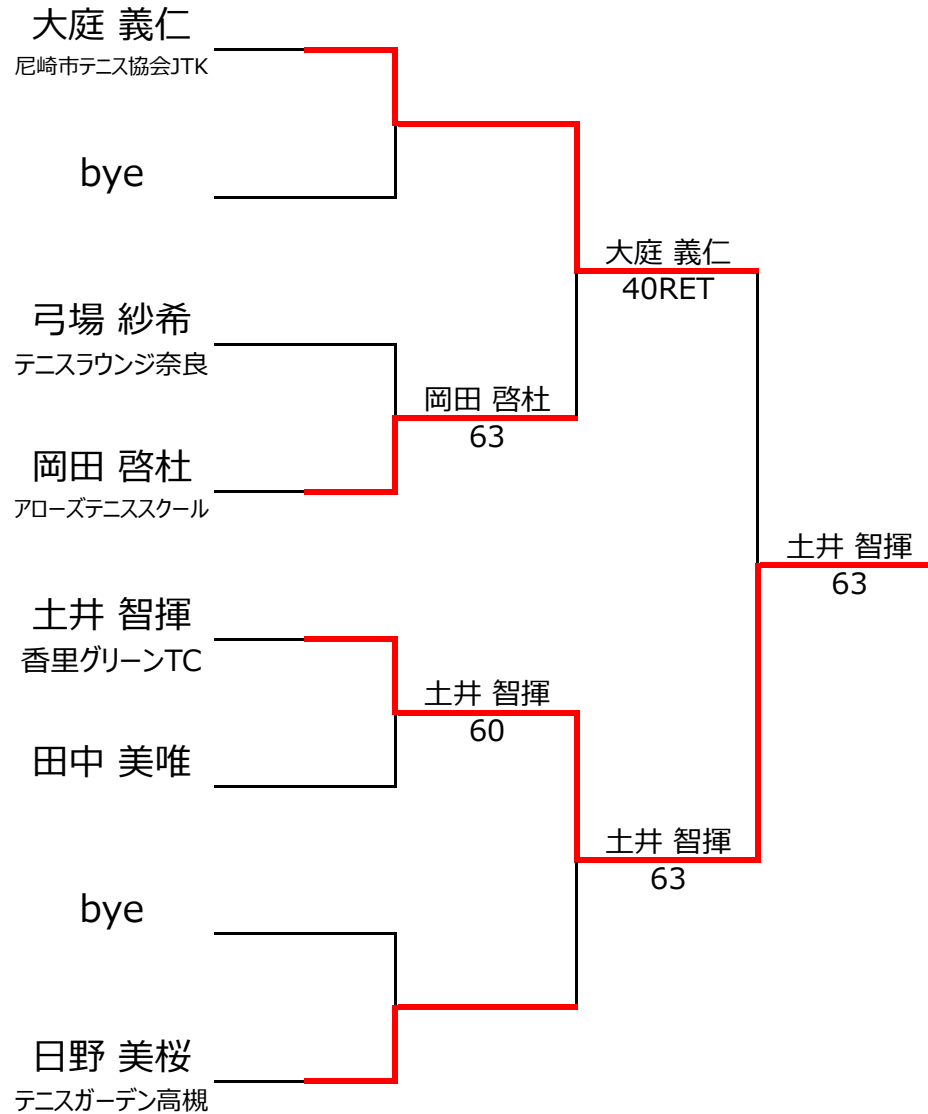 大庭 義仁
尼崎市テニス協会JTK
bye
弓場 紗希
テニスラウンジ奈良
岡田 啓杜
アローズテニススクール
土井 智揮
香里グリーンTC
田中 美唯
bye
日野 美桜
テニスガーデン高槻
岡田 啓杜
63
土井 智揮
60
大庭 義仁
40RET
土井 智揮
63
土井 智揮
63